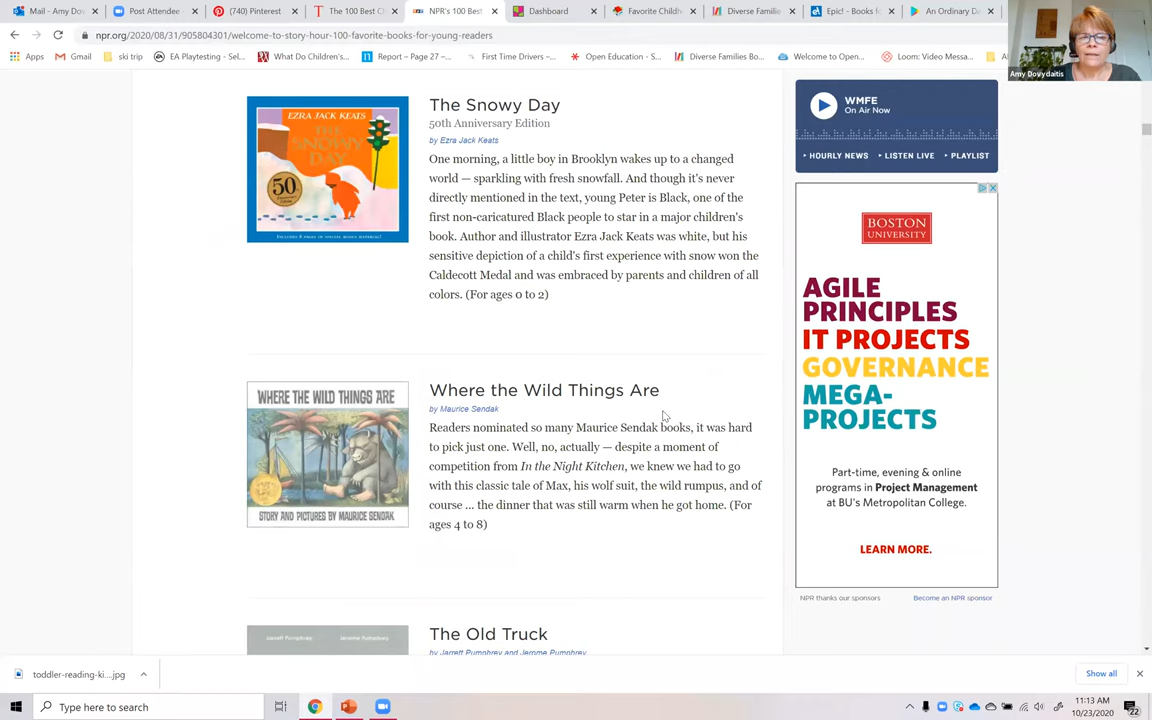 Mail - Amy Dov
Post Attendee
(740) Pinterest
The 100 Best Ch
NPR's 100 Best
Dashboard
Favorite Childh
Diverse Familie
Epic! - Books fo
An Ordinary Da
npr.org/2020/08/31/905804301/welcome-to-story-hour-100-favorite-books-for-young-readers
Apps
Gmail
ski trip
EA Playtesting - Sel...
What Do Children's...
Report – Page 27 –...
First Time Drivers –...
Open Education - S...
Diverse Families Bo...
Welcome to Open...
Loom: Video Messa...
Amy Dovydaitis
EZRA JACK KEATS
THE SNOWY DAY
50
The Snowy Day
50th Anniversary Edition
by Ezra Jack Keats
One morning, a little boy in Brooklyn wakes up to a changed
world — sparkling with fresh snowfall. And though it's never
directly mentioned in the text, young Peter is Black, one of the
first non-caricatured Black people to star in a major children's
book. Author and illustrator Ezra Jack Keats was white, but his
sensitive depiction of a child's first experience with snow won the
Caldecott Medal and was embraced by parents and children of all
colors. (For ages 0 to 2)
WHERE THE WILD THINGS ARE
STORY AND PICTURES BY MAURICE SENDAK
Where the Wild Things Are
by Maurice Sendak
Readers nominated so many Maurice Sendak books, it was hard
to pick just one. Well, no, actually — despite a moment of
competition from In the Night Kitchen, we knew we had to go
with this classic tale of Max, his wolf suit, the wild rumpus, and of
course ... the dinner that was still warm when he got home. (For
ages 4 to 8)
Jarrett Pumphrey Jerome Pumphrey
The Old Truck
by Jarrett Pumphrey and Jerome Pumphrey
WMFE
On Air Now
HOURLY NEWS
LISTEN LIVE
PLAYLIST
BOSTON
UNIVERSITY
AGILE
PRINCIPLES
IT PROJECTS
GOVERNANCE
MEGA-
PROJECTS
Part-time, evening & online
programs in Project Management
at BU's Metropolitan College.
LEARN MORE.
NPR thanks our sponsors
Become an NPR sponsor
toddler-reading-ki....jpg
Show all
Type here to search
11:13 AM
10/23/2020
22